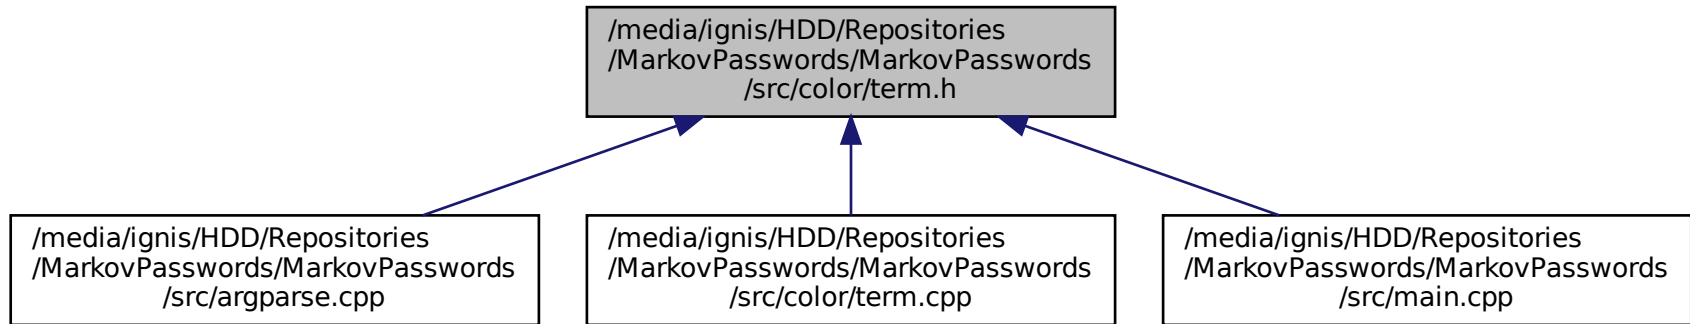 /media/ignis/HDD/Repositories
/MarkovPasswords/MarkovPasswords
/src/color/term.h
/media/ignis/HDD/Repositories
/MarkovPasswords/MarkovPasswords
/src/argparse.cpp
/media/ignis/HDD/Repositories
/MarkovPasswords/MarkovPasswords
/src/color/term.cpp
/media/ignis/HDD/Repositories
/MarkovPasswords/MarkovPasswords
/src/main.cpp